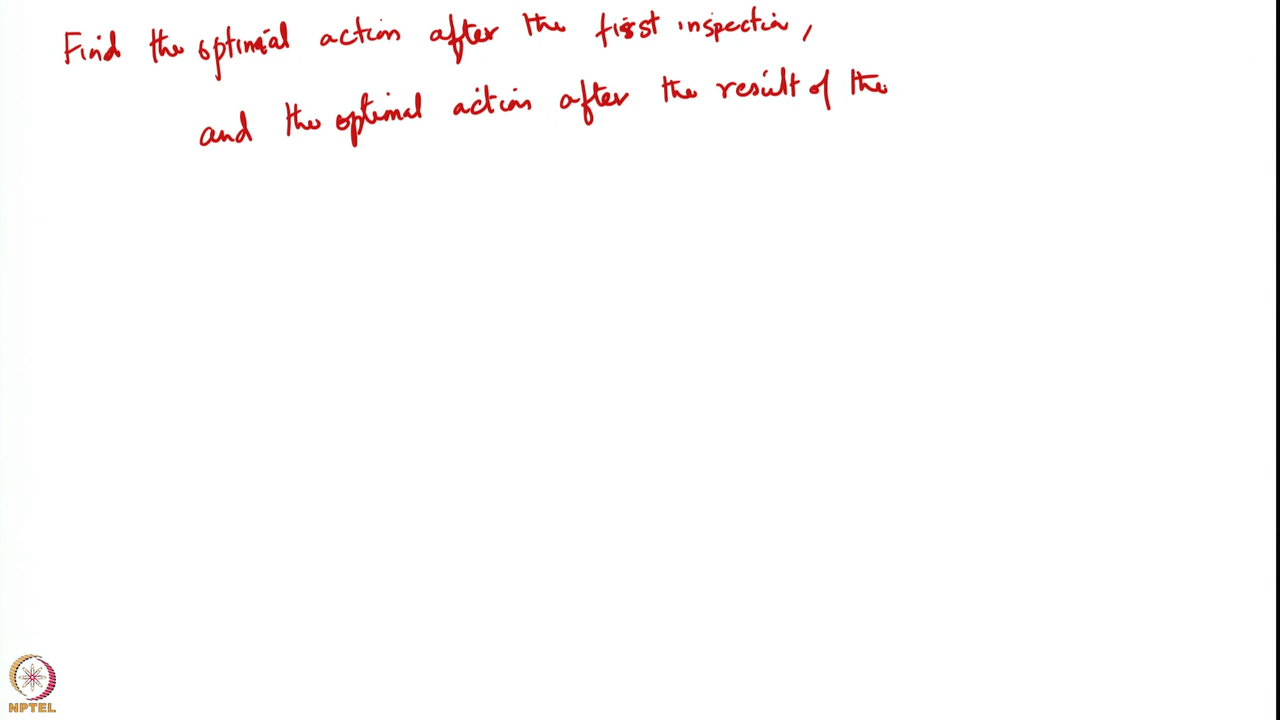 Find the optimal action after the first inspection,
and the optimal action after the result of the
NPTEL